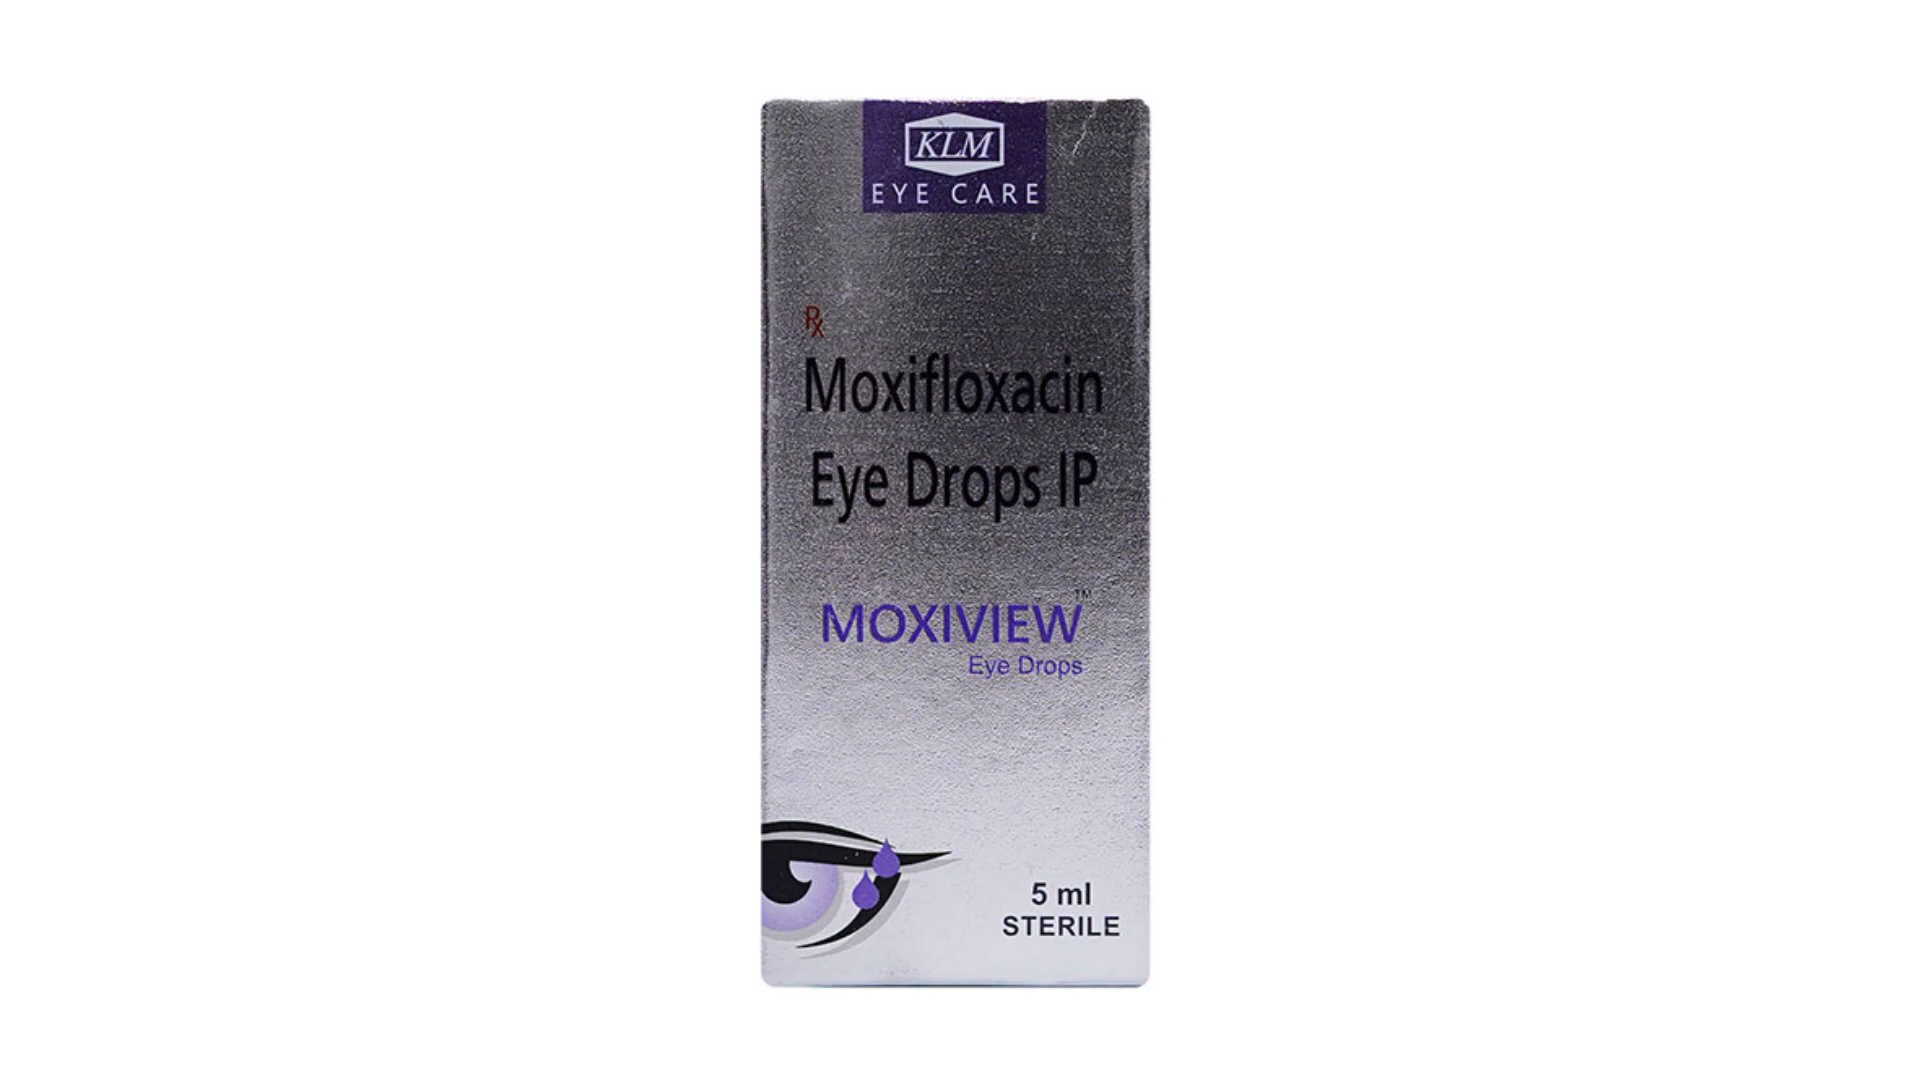 KLM
EYE CARE
Rx
Moxifloxacin
Eye Drops IP
MOXIVIEW™
Eye Drops
5 ml
STERILE